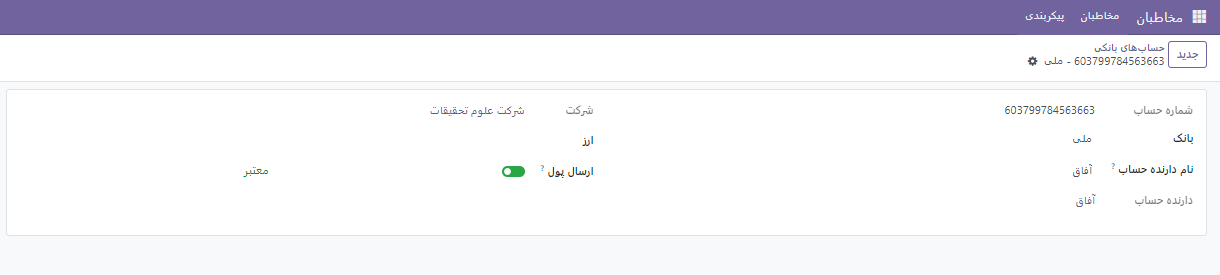 مخاطبان
مخاطبان
پیکربندی
جدید
حساب‌های بانکی
603799784563663 - ملی
شماره حساب 603799784563663
بانک ملی
نام دارنده حساب ? آفاق
دارنده حساب آفاق
شرکت شرکت علوم تحقیقات
ارز
ارسال پول ? معتبر